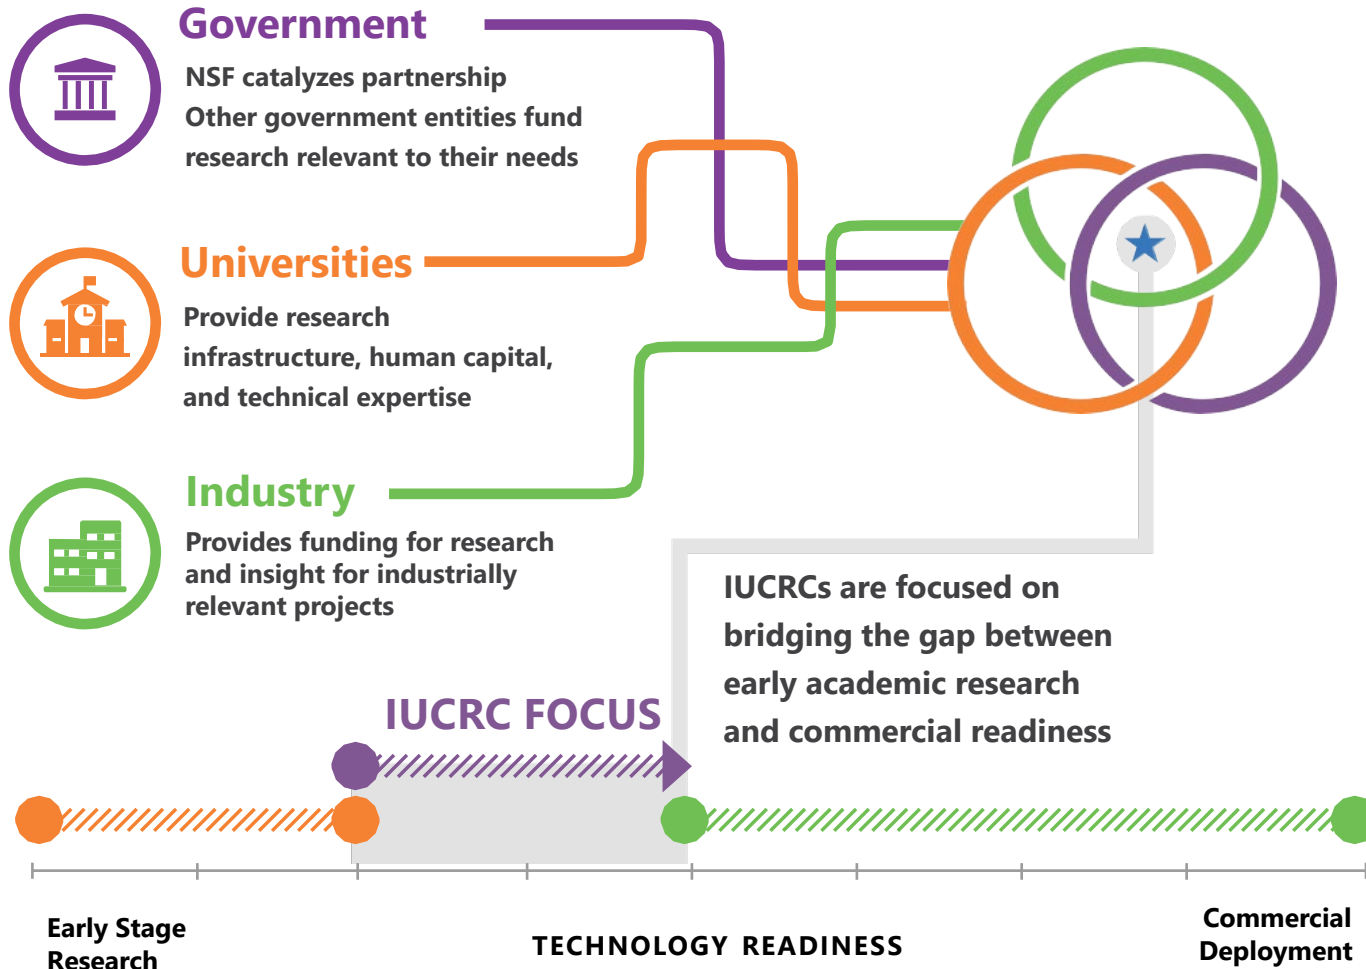 Government
NSF catalyzes partnership
Other government entities fund
research relevant to their needs
Universities
Provide research
infrastructure, human capital,
and technical expertise
Industry
Provides funding for research
and insight for industrially
relevant projects
IUCRCs are focused on
bridging the gap between
early academic research
and commercial readiness
IUCRC FOCUS
Early Stage
Research
TECHNOLOGY READINESS
Commercial
Deployment